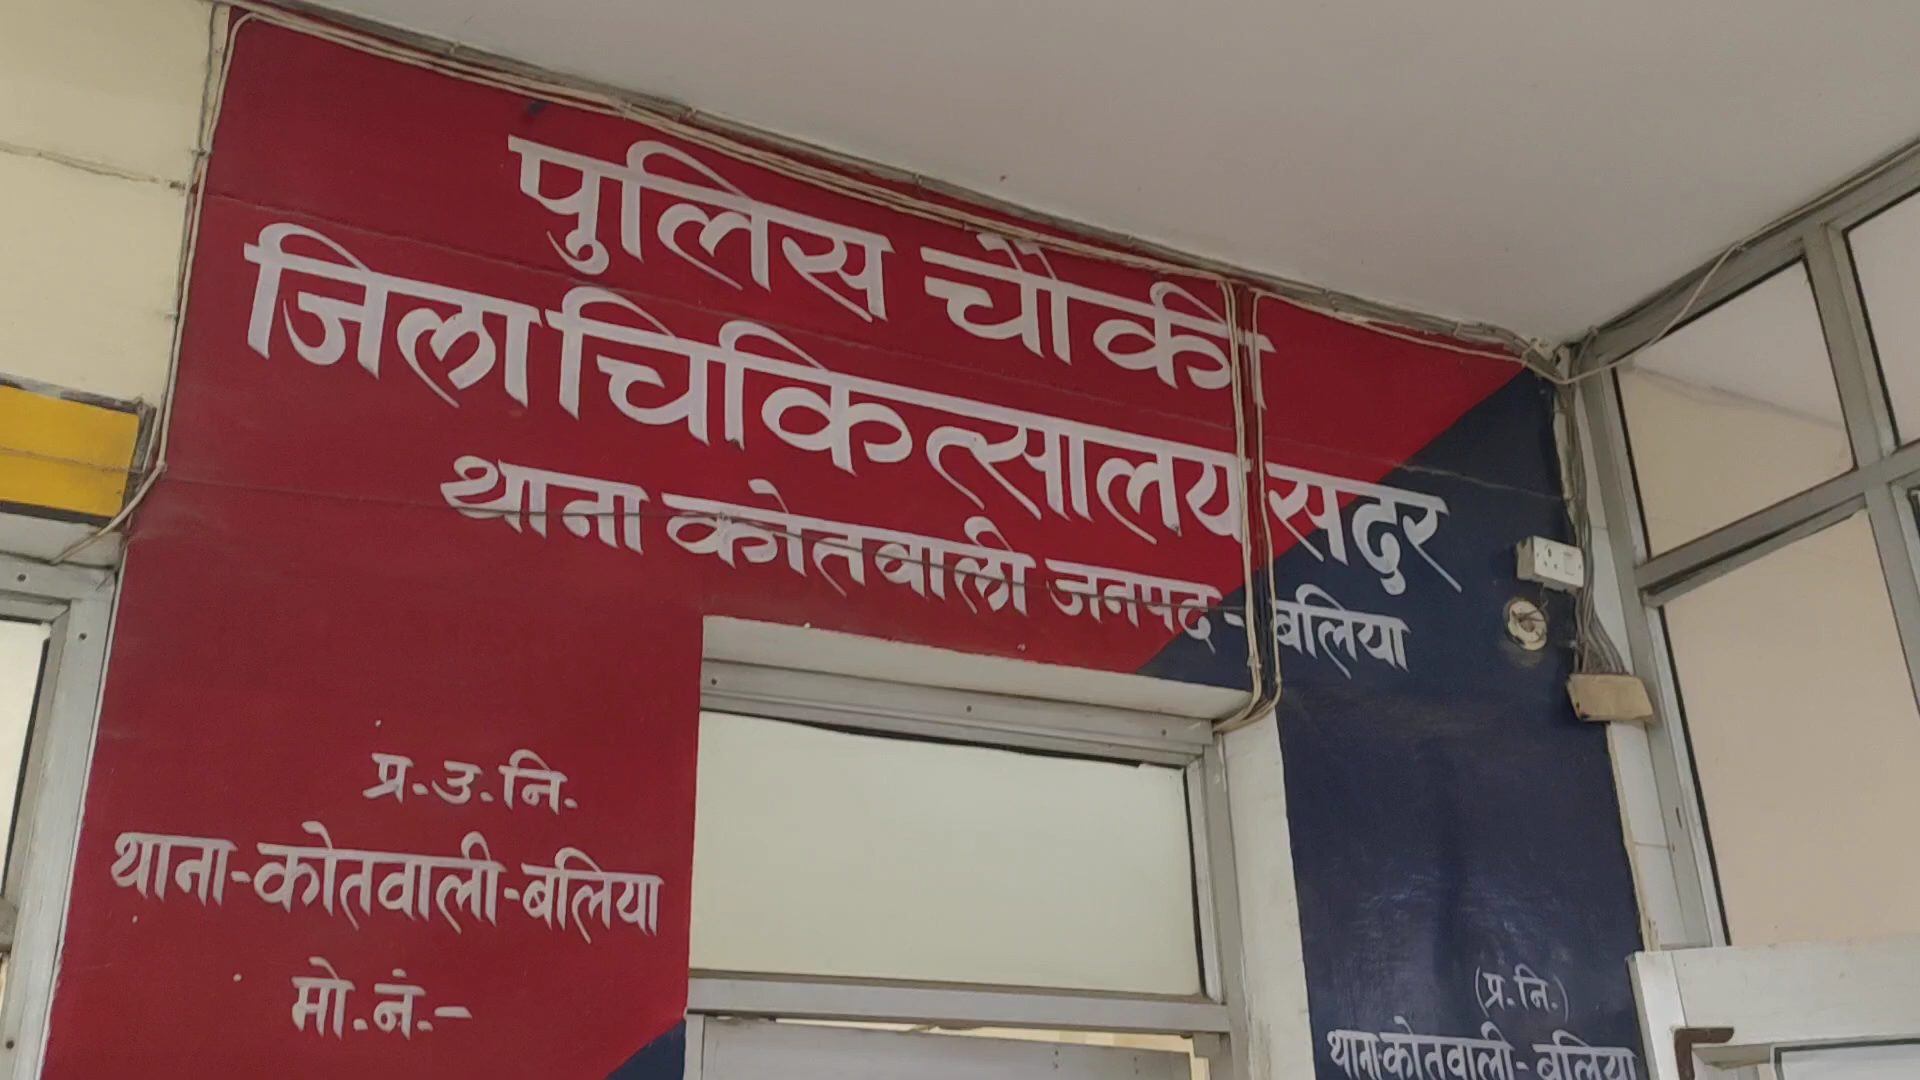 पुलिस चौकी
जिला चिकित्सालय सदर
थाना कोतवाली जनपद - बलिया
प्र.उ.नि.
थाना-कोतवाली-बलिया
मो.नं.-
(प्र.नि.)
थाना-कोतवाली-बलिया